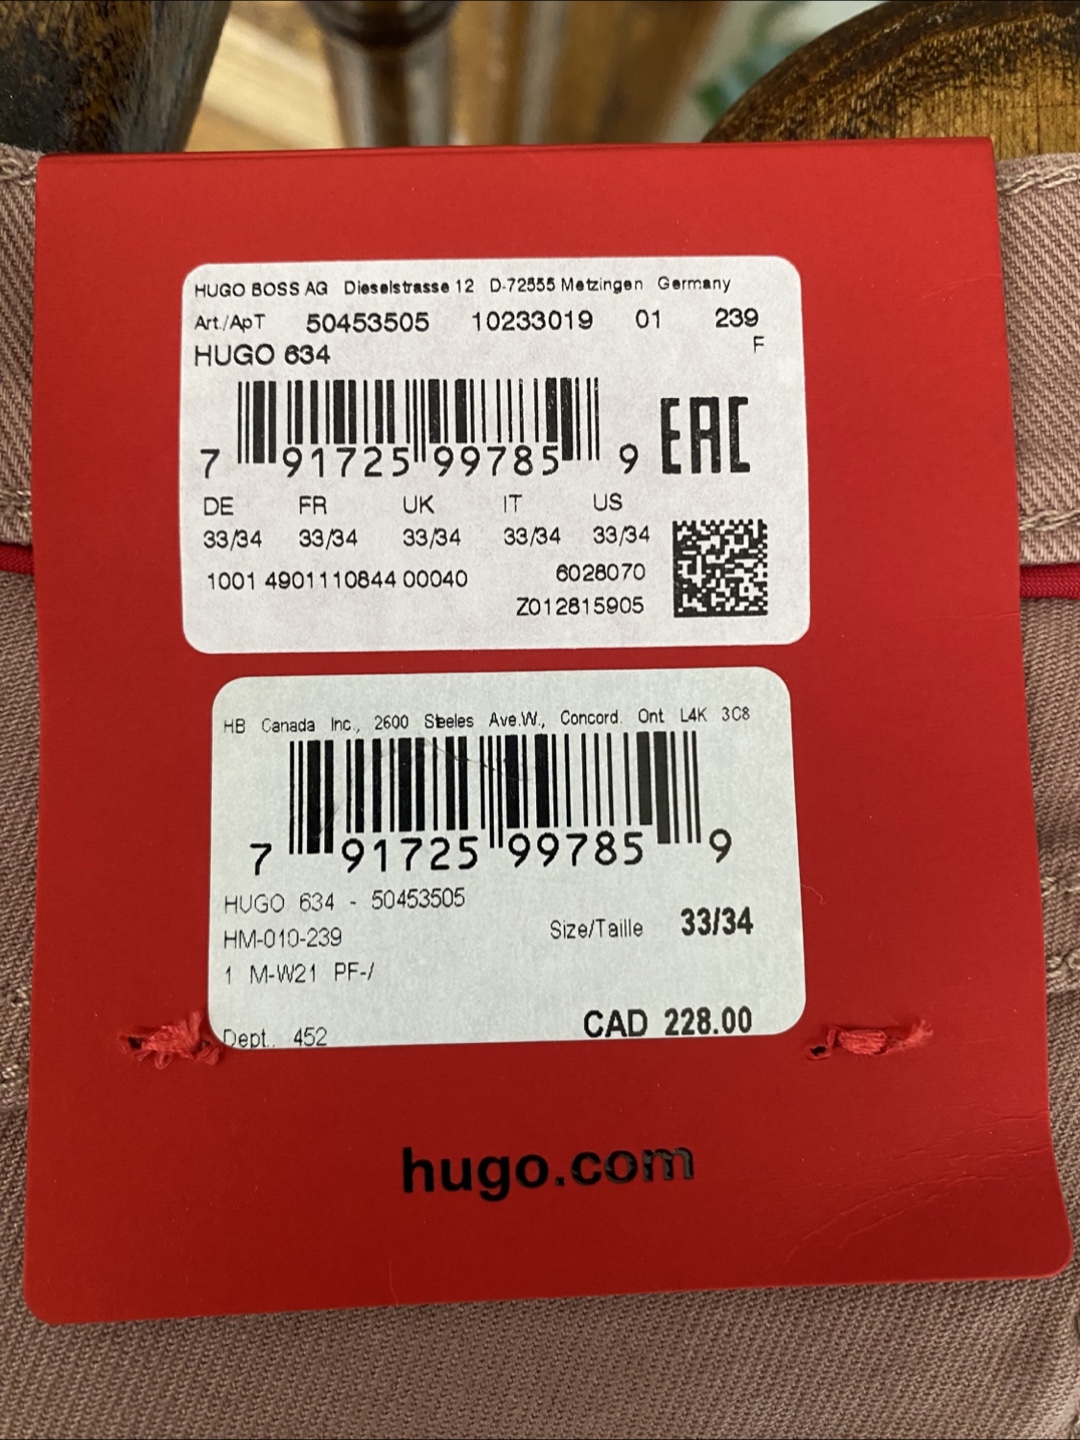 HUGO BOSS AG Dieselstrasse 12 D-72555 Metzingen Germany
Art./ApT 50453505 10233019 01 239
F
HUGO 634
7 91725 99785 9
EAC
DE FR UK IT US
33/34 33/34 33/34 33/34 33/34
1001 4901110844 00040 6028070
Z012815905
HB Canada Inc., 2600 Steeles Ave.W., Concord. Ont L4K 3C8
7 91725 99785 9
HUGO 634 - 50453505
HM-010-239 Size/Taille 33/34
1 M-W21 PF-/
Dept. 452 CAD 228.00
hugo.com